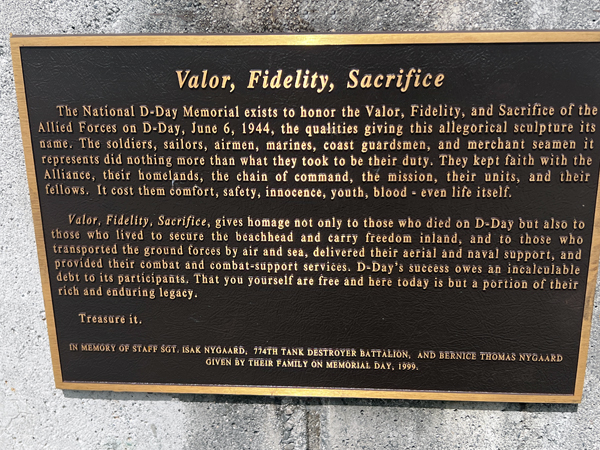 Valor, Fidelity, Sacrifice
The National D-Day Memorial exists to honor the Valor, Fidelity, and Sacrifice of the
Allied Forces on D-Day, June 6, 1944, the qualities giving this allegorical sculpture its
name. The soldiers, sailors, airmen, marines, coast guardsmen, and merchant seamen it
represents did nothing more than what they took to be their duty. They kept faith with the
Alliance, their homelands, the chain of command, the mission, their units, and their
fellows. It cost them comfort, safety, innocence, youth, blood - even life itself.
Valor, Fidelity, Sacrifice, gives homage not only to those who died on D-Day but also to
those who lived to secure the beachhead and carry freedom inland, and to those who
transported the ground forces by air and sea, delivered their aerial and naval support, and
provided their combat and combat-support services. D-Day's success owes an incalculable
debt to its participants. That you yourself are free and here today is but a portion of their
rich and enduring legacy.
Treasure it.
IN MEMORY OF STAFF SGT. ISAK NYGAARD, 774TH TANK DESTROYER BATTALION, AND BERNICE THOMAS NYGAARD
GIVEN BY THEIR FAMILY ON MEMORIAL DAY, 1999.